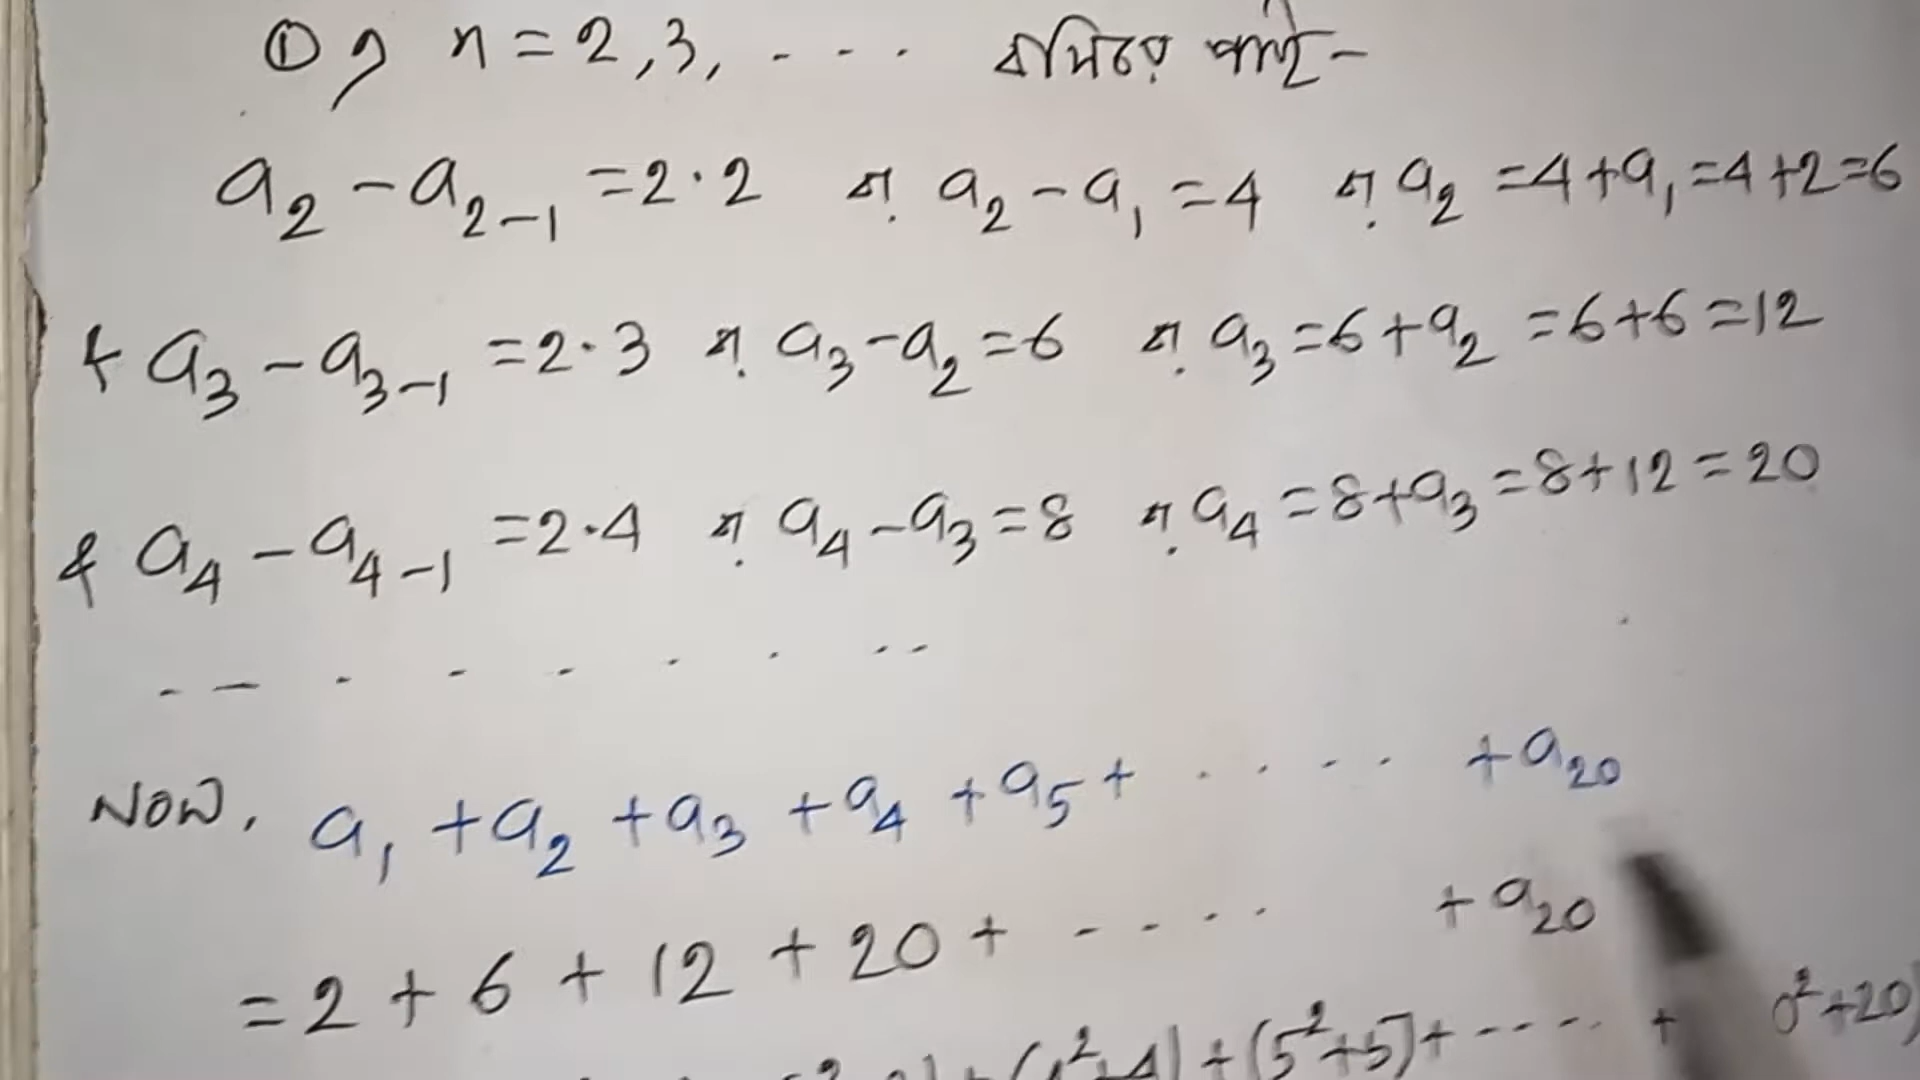 ① এ n = 2, 3, - - - . বসিয়ে পাই-
a₂ - a₂₋₁ = 2·2 বা, a₂ - a₁ = 4 বা, a₂ = 4 + a₁ = 4 + 2 = 6
& a₃ - a₃₋₁ = 2·3 বা, a₃ - a₂ = 6 বা, a₃ = 6 + a₂ = 6 + 6 = 12
& a₄ - a₄₋₁ = 2·4 বা, a₄ - a₃ = 8 বা, a₄ = 8 + a₃ = 8 + 12 = 20
- - - - - - - - -
Now, a₁ + a₂ + a₃ + a₄ + a₅ + . . . . . + a₂₀
= 2 + 6 + 12 + 20 + - - - . . + a₂₀
+ (5² + 5) + - - - - . + ²+20)